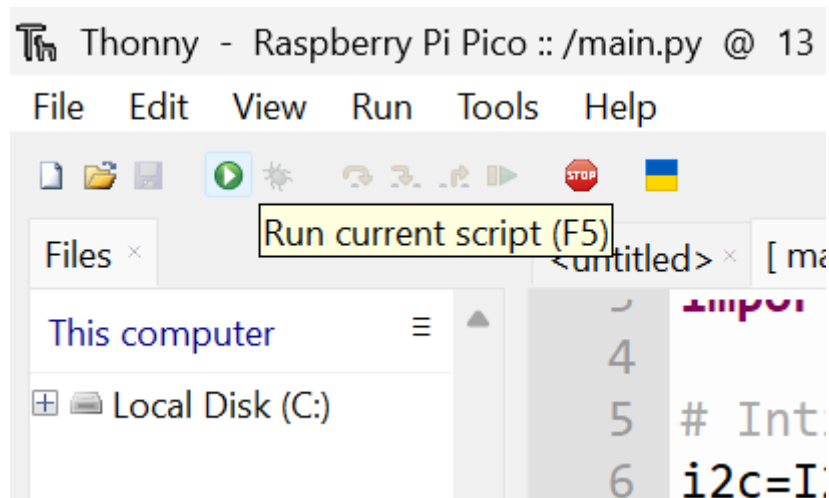 Thonny - Raspberry Pi Pico :: /main.py @ 13
File Edit View Run Tools Help
STOP
Run current script (F5)
Files × <untitled> × [ ma
3
This computer
4
Local Disk (C:) 5 # Int
6 i2c=I